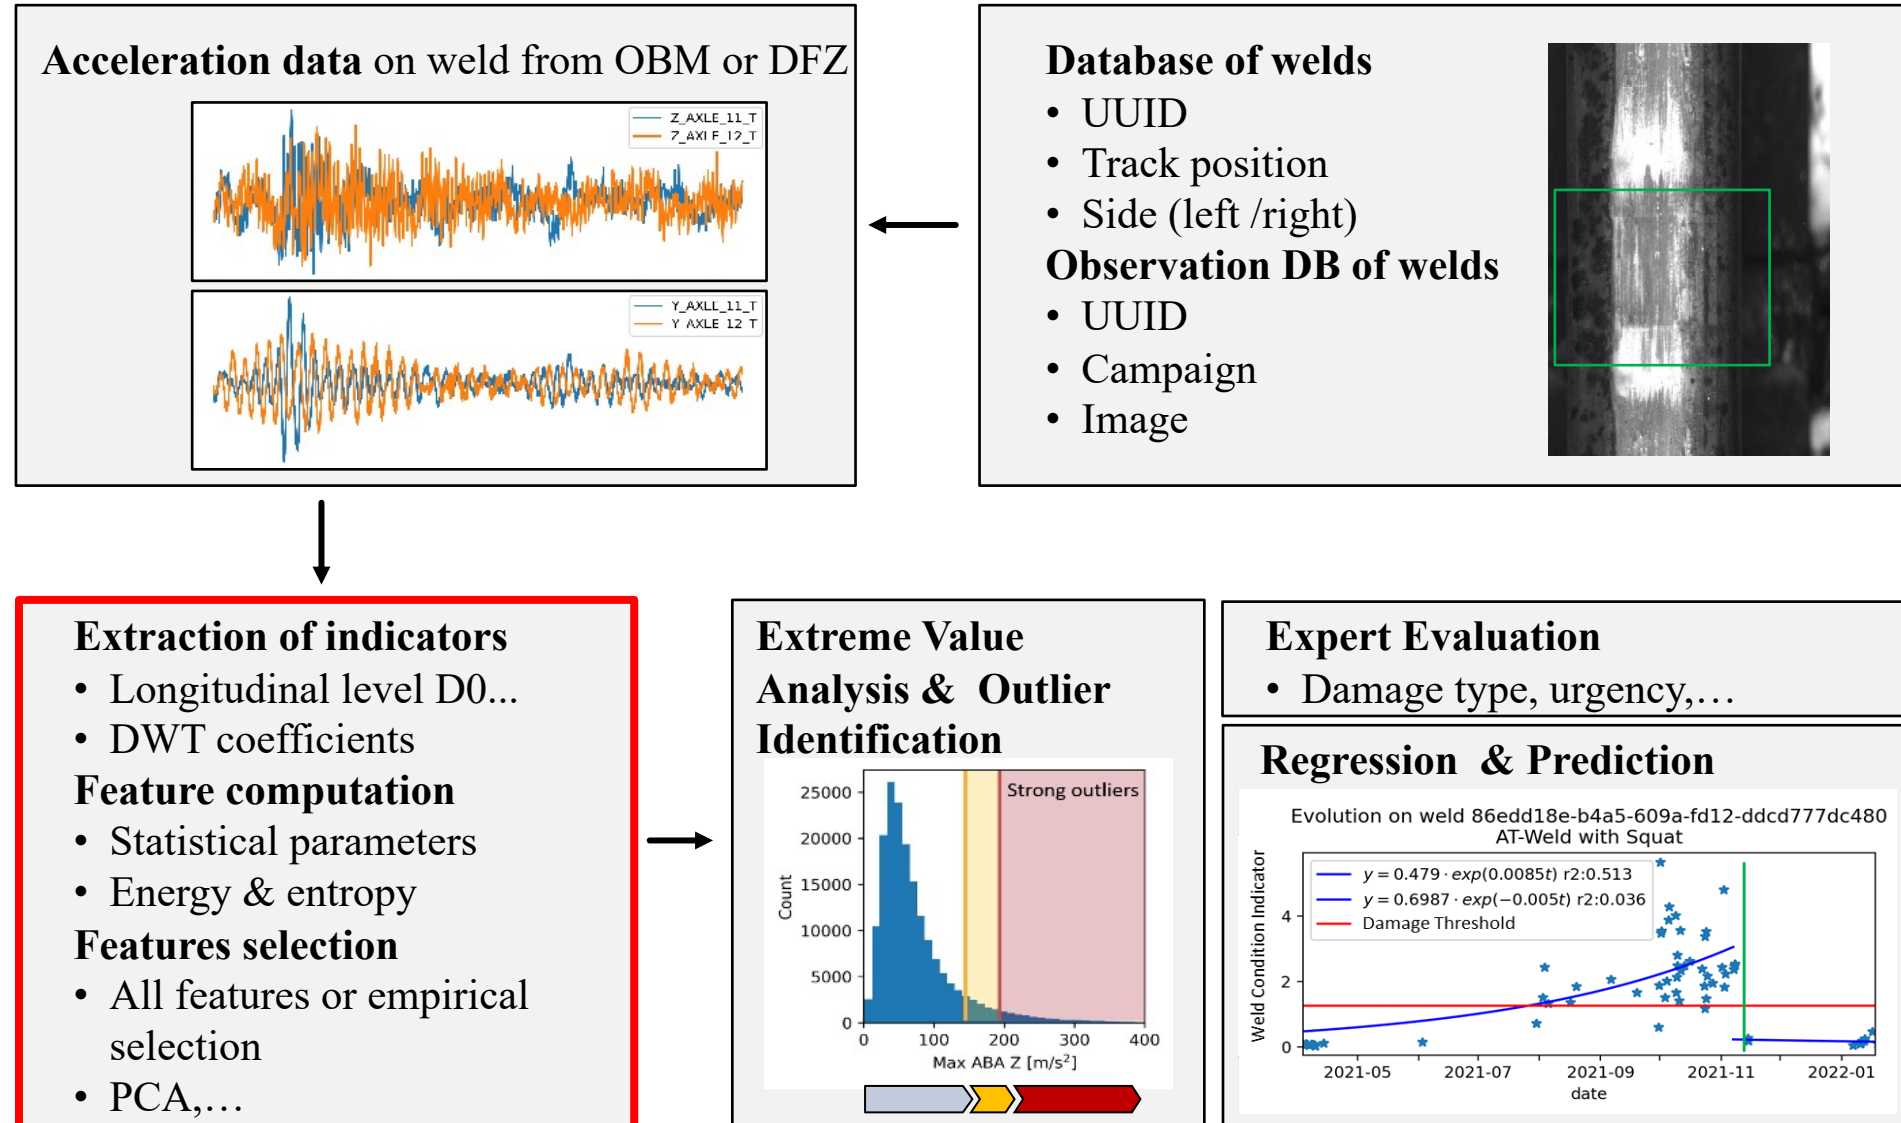 Acceleration data on weld from OBM or DFZ
Z_AXLE_11_T
Z_AXLE_12_T
Y_AXLE_11_T
Y_AXLE_12_T
Database of welds
• UUID
• Track position
• Side (left /right)
Observation DB of welds
• UUID
• Campaign
• Image
Extraction of indicators
• Longitudinal level D0...
• DWT coefficients
Feature computation
• Statistical parameters
• Energy & entropy
Features selection
• All features or empirical
selection
• PCA,…
Extreme Value
Analysis & Outlier
Identification
Strong outliers
25000
20000
15000
10000
5000
0
Count
0 100 200 300 400
Max ABA Z [m/s²]
Expert Evaluation
• Damage type, urgency,…
Regression & Prediction
Evolution on weld 86edd18e-b4a5-609a-fd12-ddcd777dc480
AT-Weld with Squat
y = 0.479 · exp(0.0085t) r2:0.513
y = 0.6987 · exp(−0.005t) r2:0.036
Damage Threshold
Weld Condition Indicator
4
2
0
2021-05 2021-07 2021-09 2021-11 2022-01
date